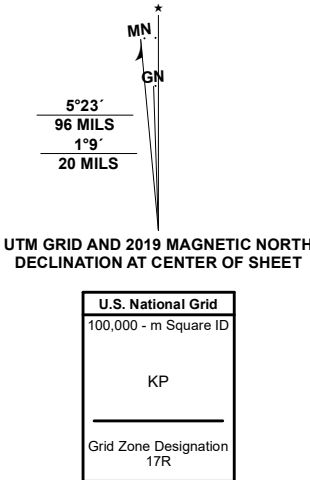 MN
GN
5°23´
96 MILS
1°9´
20 MILS
UTM GRID AND 2019 MAGNETIC NORTH
DECLINATION AT CENTER OF SHEET
U.S. National Grid
100,000 - m Square ID
KP
Grid Zone Designation
17R